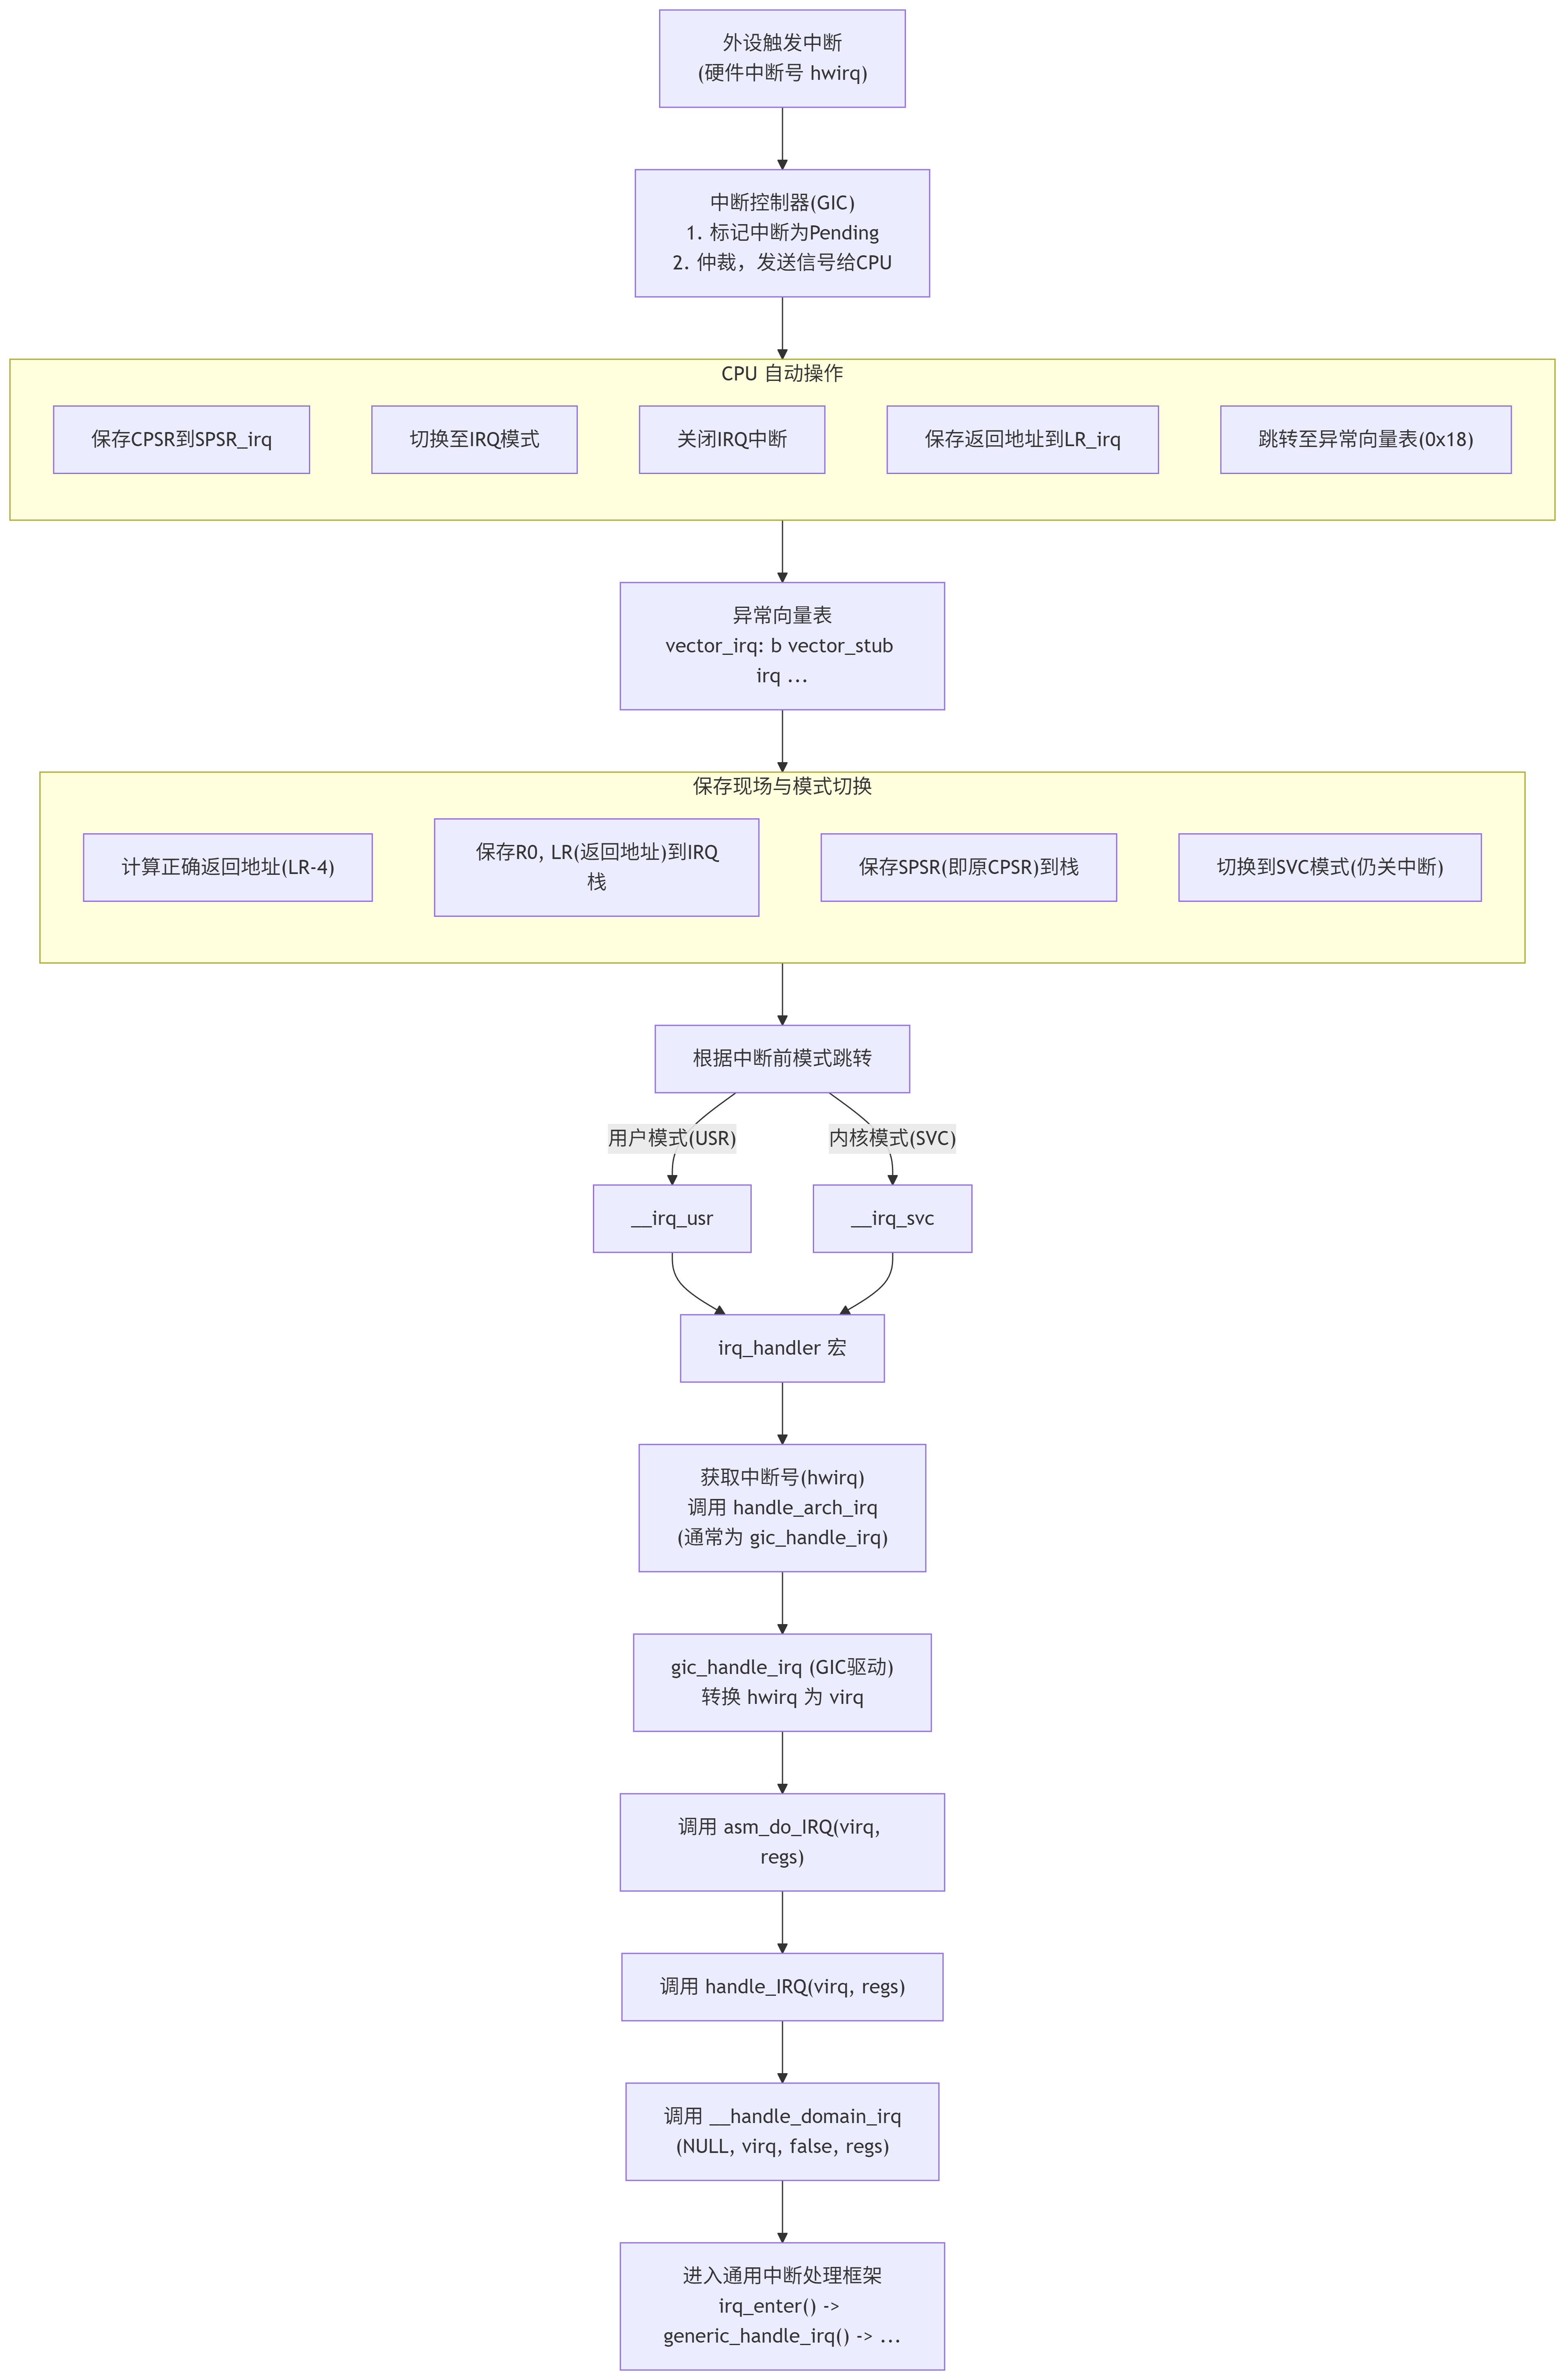 外设触发中断
(硬件中断号 hwirq)
中断控制器(GIC)
1. 标记中断为Pending
2. 仲裁，发送信号给CPU
CPU 自动操作
保存CPSR到SPSR_irq
切换至IRQ模式
关闭IRQ中断
保存返回地址到LR_irq
跳转至异常向量表(0x18)
异常向量表
vector_irq: b vector_stub
irq ...
保存现场与模式切换
计算正确返回地址(LR-4)
保存R0, LR(返回地址)到IRQ
栈
保存SPSR(即原CPSR)到栈
切换到SVC模式(仍关中断)
根据中断前模式跳转
用户模式(USR)
内核模式(SVC)
__irq_usr
__irq_svc
irq_handler 宏
获取中断号(hwirq)
调用 handle_arch_irq
(通常为 gic_handle_irq)
gic_handle_irq (GIC驱动)
转换 hwirq 为 virq
调用 asm_do_IRQ(virq,
regs)
调用 handle_IRQ(virq, regs)
调用 __handle_domain_irq
(NULL, virq, false, regs)
进入通用中断处理框架
irq_enter() ->
generic_handle_irq() -> ...